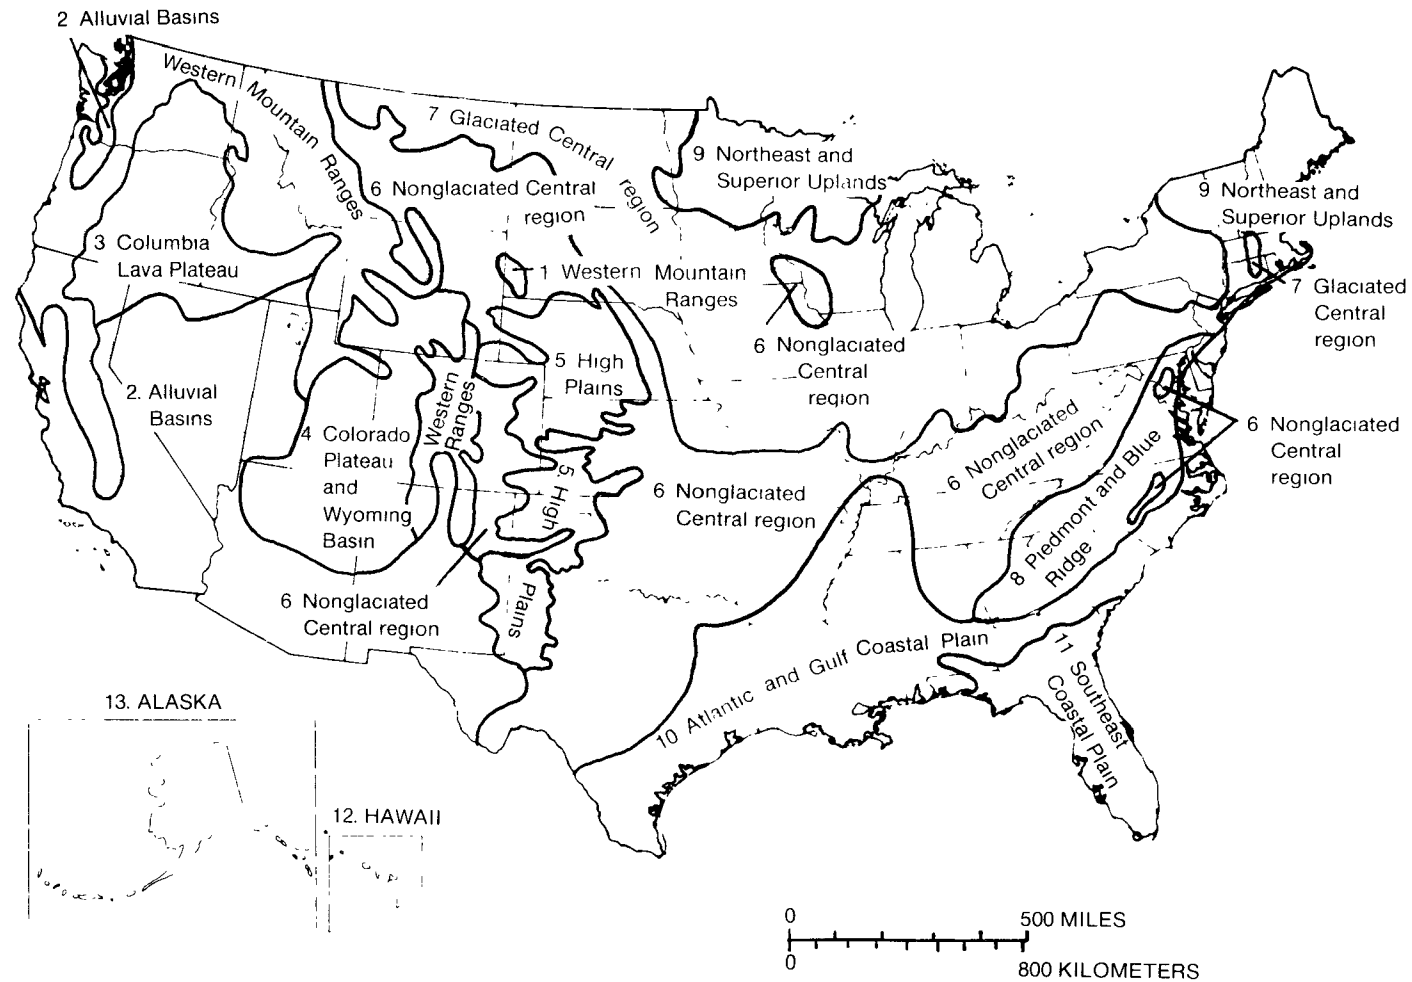 2 Alluvial Basins
Western Mountain Ranges
7 Glaciated Central region
9 Northeast and
Superior Uplands
6 Nonglaciated Central
region
9 Northeast and
Superior Uplands
3 Columbia
Lava Plateau
1 Western Mountain
Ranges
7 Glaciated
Central
region
6 Nonglaciated
Central
region
5 High
Plains
2. Alluvial
Basins
Western
Ranges
4 Colorado
Plateau
and
Wyoming
Basin
5 High
Plains
6 Nonglaciated
Central region
6 Nonglaciated
Central region
6 Nonglaciated
Central
region
8 Piedmont and Blue
Ridge
6 Nonglaciated
Central region
10 Atlantic and Gulf Coastal Plain
11 Southeast
Coastal Plain
13. ALASKA
12. HAWAII
0 500 MILES
0 800 KILOMETERS